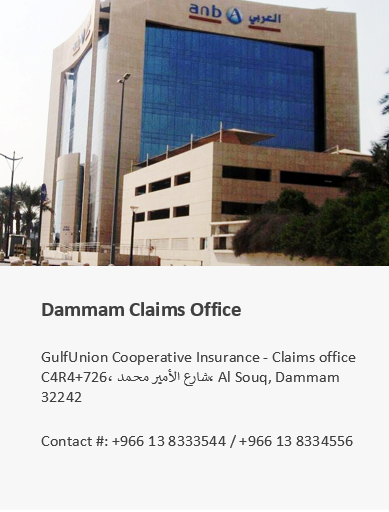 anb العربي
Dammam Claims Office
GulfUnion Cooperative Insurance - Claims office
C4R4+726، شارع الأمير محمد، Al Souq, Dammam
32242
Contact #: +966 13 8333544 / +966 13 8334556